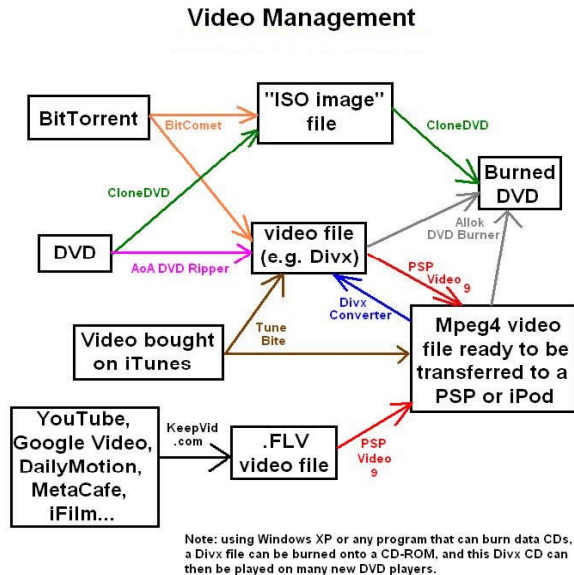 Video Management
BitTorrent
BitComet
"ISO image"
file
CloneDVD
CloneDVD
Burned
DVD
DVD
AoA DVD Ripper
video file
(e.g. Divx)
Allok
DVD Burner
PSP
Video
9
Divx
Converter
Video bought
on iTunes
Tune
Bite
Mpeg4 video
file ready to be
transferred to a
PSP or iPod
YouTube,
Google Video,
DailyMotion,
MetaCafe,
iFilm...
KeepVid
.com
.FLV
video file
PSP
Video
9
Note: using Windows XP or any program that can burn data CDs,
a Divx file can be burned onto a CD-ROM, and this Divx CD can
then be played on many new DVD players.